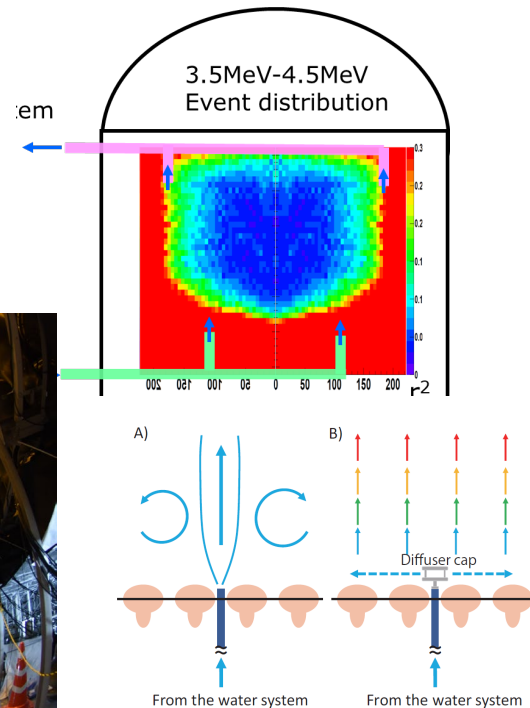 3.5MeV-4.5MeV
Event distribution
tem
0.3
0.2
0.2
0.1
0.1
0.0
0
200 150 100 50 0 50 100 150 200
r²
A) B)
Diffuser cap
From the water system From the water system